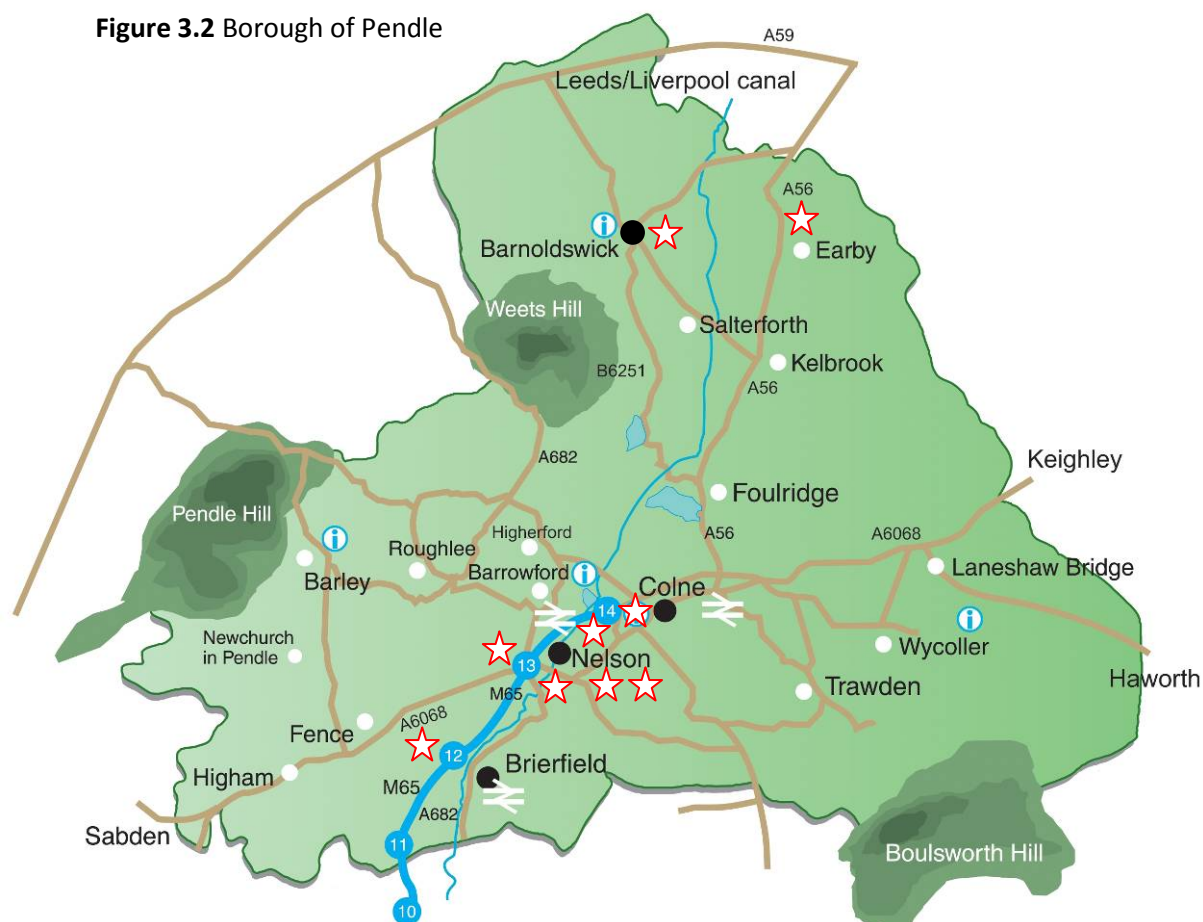 Figure 3.2 Borough of Pendle
A59
Leeds/Liverpool canal
A56
i
Barnoldswick
Earby
Weets Hill
Salterforth
B6251
Kelbrook
A56
A682
Keighley
Pendle Hill
Foulridge
A56
A6068
Higherford
i
Roughlee
Barley
Barrowford
i
Colne
Laneshaw Bridge
14
i
Newchurch
in Pendle
Nelson
Wycoller
13
Haworth
M65
Trawden
A6068
Fence
12
Brierfield
Higham
M65
A682
Sabden
11
Boulsworth Hill
10